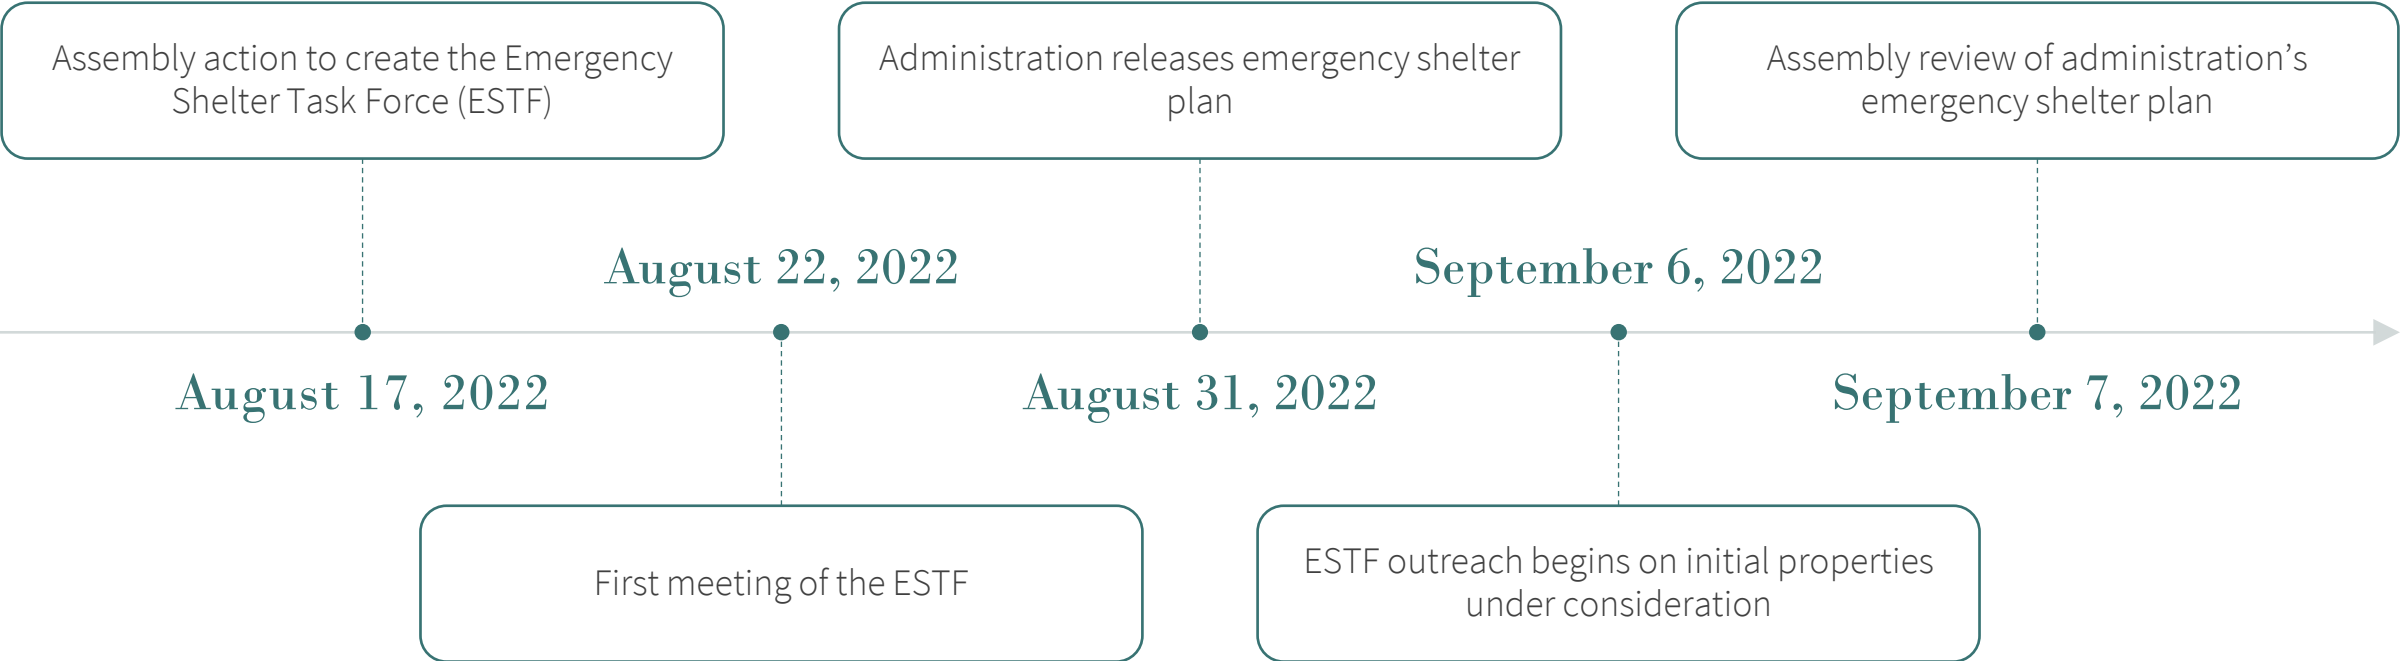 Assembly action to create the Emergency
Shelter Task Force (ESTF)
Administration releases emergency shelter
plan
Assembly review of administration’s
emergency shelter plan
August 22, 2022
September 6, 2022
August 17, 2022
August 31, 2022
September 7, 2022
First meeting of the ESTF
ESTF outreach begins on initial properties
under consideration